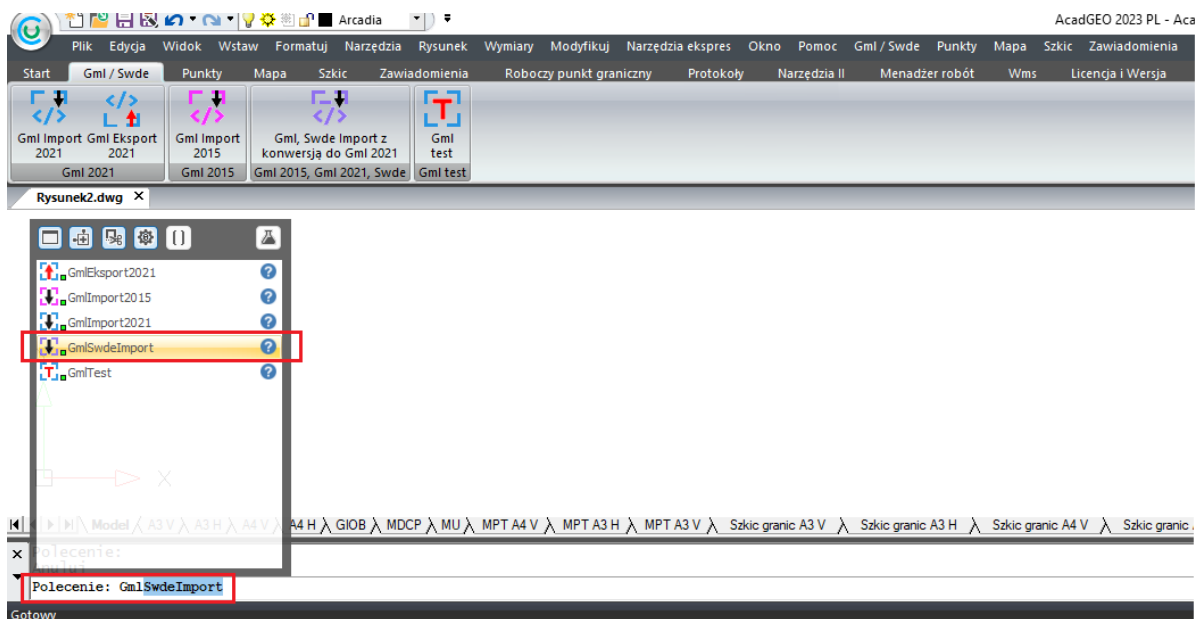 Arcadia
AcadGEO 2023 PL - Aca
Plik Edycja Widok Wstaw Formatuj Narzędzia Rysunek Wymiary Modyfikuj Narzędzia ekspres Okno Pomoc Gml / Swde Punkty Mapa Szkic Zawiadomienia
Start Gml / Swde Punkty Mapa Szkic Zawiadomienia Roboczy punkt graniczny Protokoły Narzędzia II Menadżer robót Wms Licencja i Wersja
Gml Import Gml Eksport Gml Import Gml, Swde Import z Gml
2021 2021 2015 konwersją do Gml 2021 test
Gml 2021 Gml 2015 Gml 2015, Gml 2021, Swde Gml test
Rysunek2.dwg
GmlEksport2021
GmlImport2015
GmlImport2021
GmlSwdeImport
GmlTest
X
Model A3 V A3 H A4 V A4 H GIOB MDCP MU MPT A4 V MPT A3 H MPT A3 V Szkic granic A3 V Szkic granic A3 H Szkic granic A4 V Szkic granic
Polecenie:
Anuluj
Polecenie: GmlSwdeImport
Gotowy